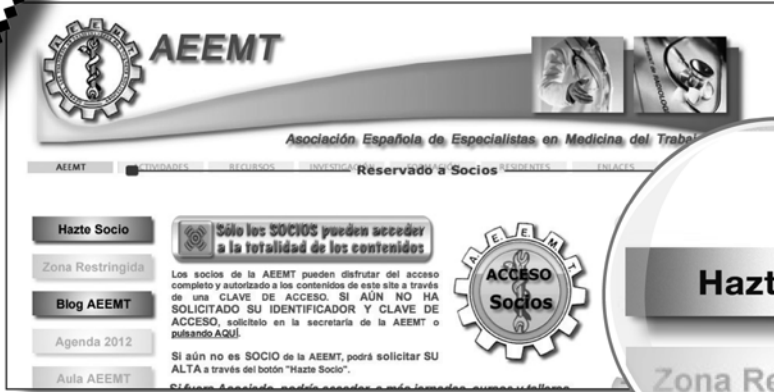 AEEMT
Asociación Española de Especialistas en Medicina del
AEEMT
ACTIVIDADES
RECURSOS
INVESTIGACIÓN
FORMACIÓN
RESIDENTES
ENLACES
Reservado a Socios
Hazte Socio
Zona Restringida
Blog AEEMT
Agenda 2012
Aula AEEMT
Sólo los SOCIOS pueden acceder
a la totalidad de los contenidos
Los socios de la AEEMT pueden disfrutar del acceso
completo y autorizado a los contenidos de este site a través
de una CLAVE DE ACCESO. SI AÚN NO HA
SOLICITADO SU IDENTIFICADOR Y CLAVE DE
ACCESO, solicítelo en la secretaría de la AEEMT o
pulsando AQUÍ.
Si aún no es SOCIO de la AEEMT, podrá solicitar SU
ALTA a través del botón "Hazte Socio".
A. E. E. M. T.
ACCESO
Socios
Hazt
Zona Re